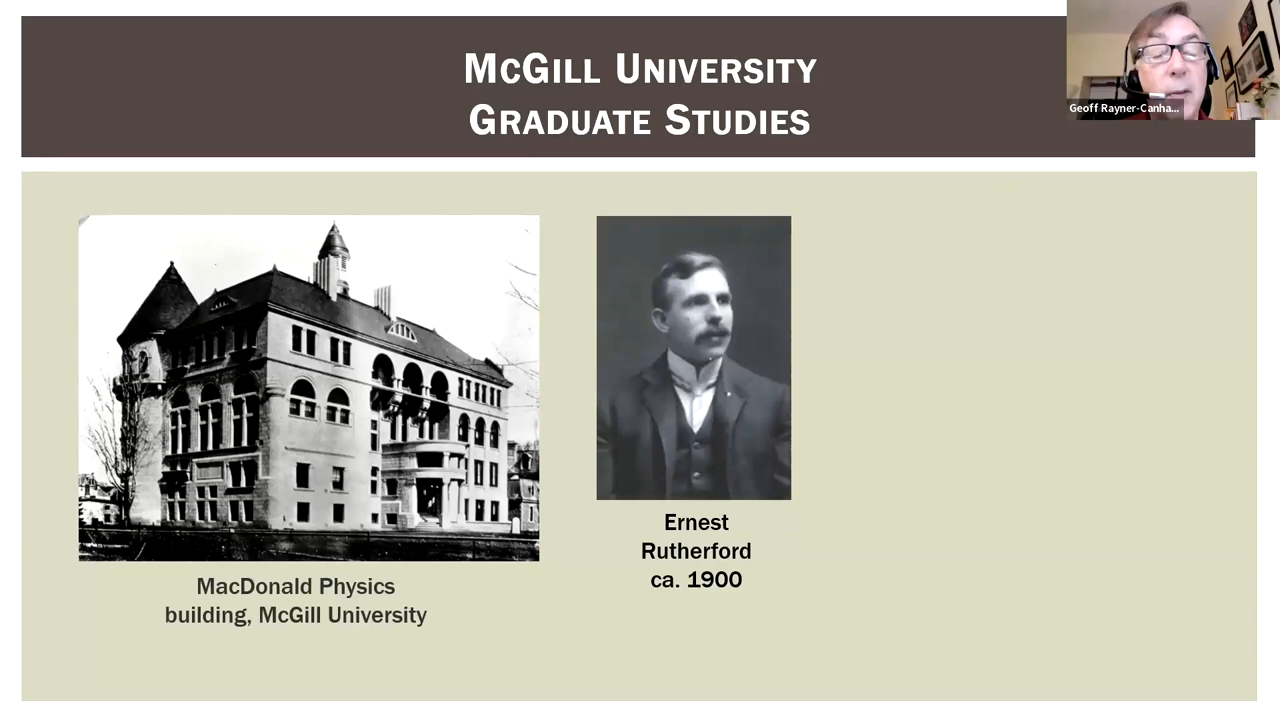 McGill University
Graduate Studies
Geoff Rayner-Canha...
MacDonald Physics
building, McGill University
Ernest
Rutherford
ca. 1900